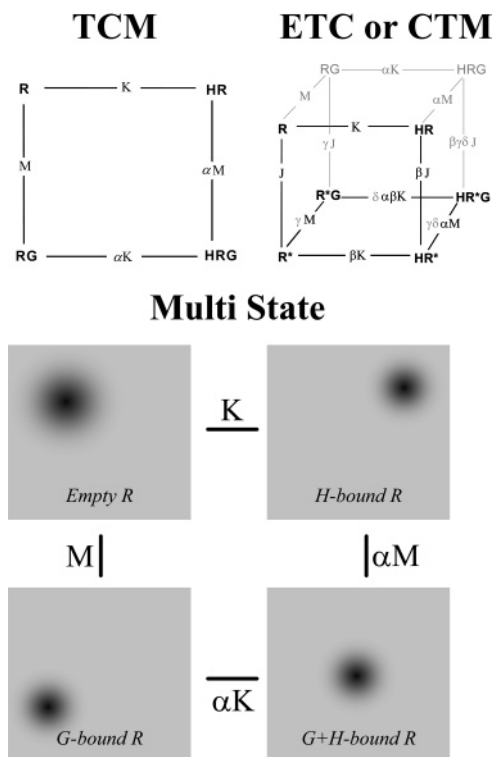 TCM
R K HR
M αM
RG αK HRG
ETC or CTM
RG αK HRG
M αM
R K HR
J γJ βJ βγδJ
R*G δαβK HR*G
γM γδαM
R* βK HR*
Multi State
Empty R
K
H-bound R
M
αM
G-bound R
αK
G+H-bound R